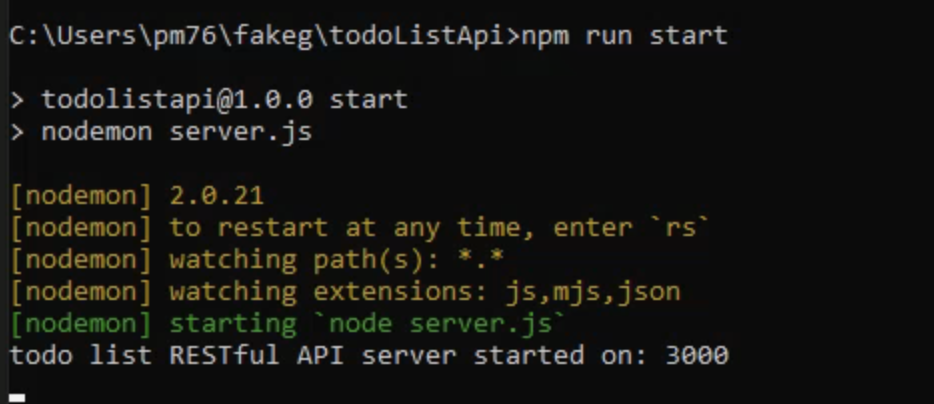 C:\Users\pm76\fakeg\todoListApi>npm run start
> todolistapi@1.0.0 start
> nodemon server.js
[nodemon] 2.0.21
[nodemon] to restart at any time, enter `rs`
[nodemon] watching path(s): *.*
[nodemon] watching extensions: js,mjs,json
[nodemon] starting `node server.js`
todo list RESTful API server started on: 3000